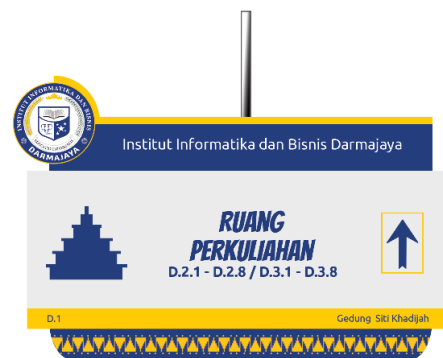 INSTITUT INFORMATIKA DAN BISNIS
DARMAJAYA
Institut Informatika dan Bisnis Darmajaya
RUANG
PERKULIAHAN
D.2.1 - D.2.8 / D.3.1 - D.3.8
D.1
Gedung Siti Khadijah